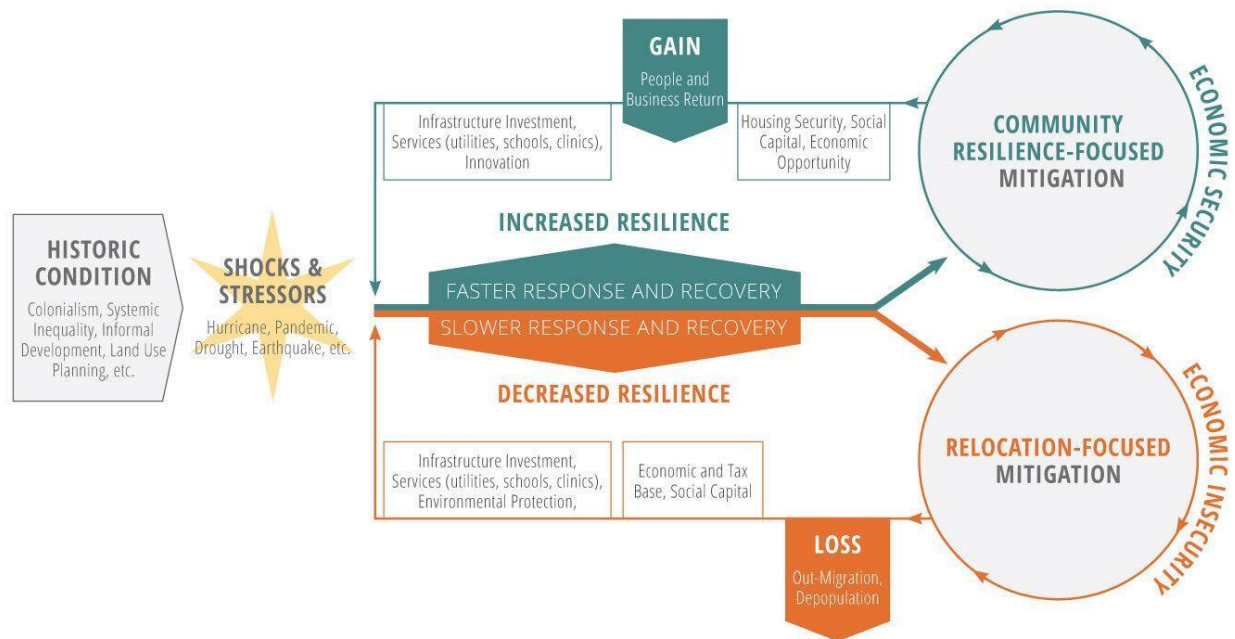 HISTORIC
CONDITION
Colonialism, Systemic
Inequality, Informal
Development, Land Use
Planning, etc.
SHOCKS &
STRESSORS
Hurricane, Pandemic,
Drought, Earthquake, etc.
GAIN
People and
Business Return
Infrastructure Investment,
Services (utilities, schools, clinics),
Innovation
Housing Security, Social
Capital, Economic
Opportunity
INCREASED RESILIENCE
FASTER RESPONSE AND RECOVERY
SLOWER RESPONSE AND RECOVERY
DECREASED RESILIENCE
Infrastructure Investment,
Services (utilities, schools, clinics),
Environmental Protection,
Economic and Tax
Base, Social Capital
LOSS
Out-Migration,
Depopulation
COMMUNITY
RESILIENCE-FOCUSED
MITIGATION
ECONOMIC SECURITY
RELOCATION-FOCUSED
MITIGATION
ECONOMIC INSECURITY